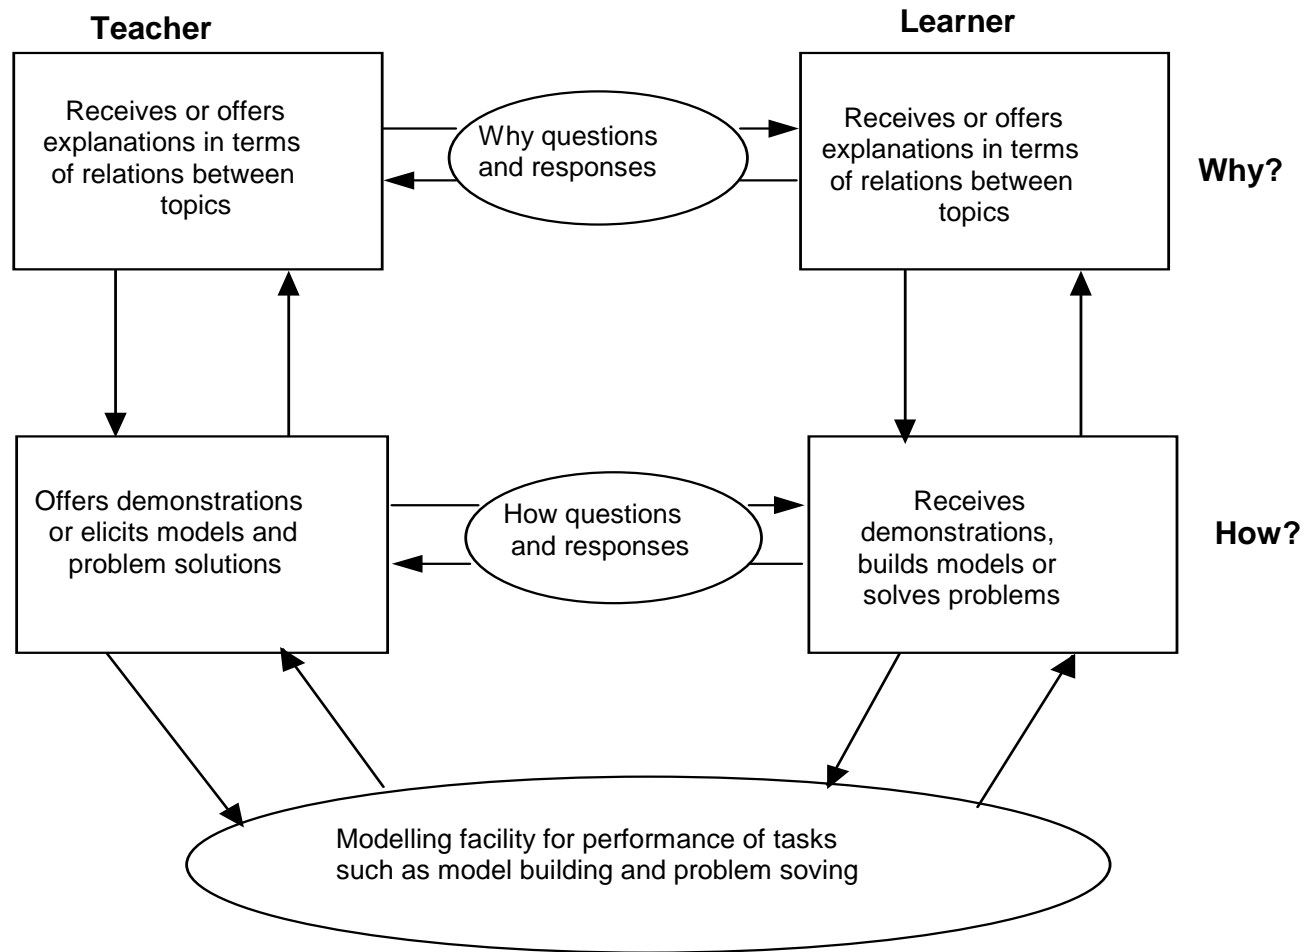 Teacher
Learner
Receives or offers
explanations in terms
of relations between
topics
Why questions
and responses
Receives or offers
explanations in terms
of relations between
topics
Why?
Offers demonstrations
or elicits models and
problem solutions
How questions
and responses
Receives
demonstrations,
builds models or
solves problems
How?
Modelling facility for performance of tasks
such as model building and problem soving